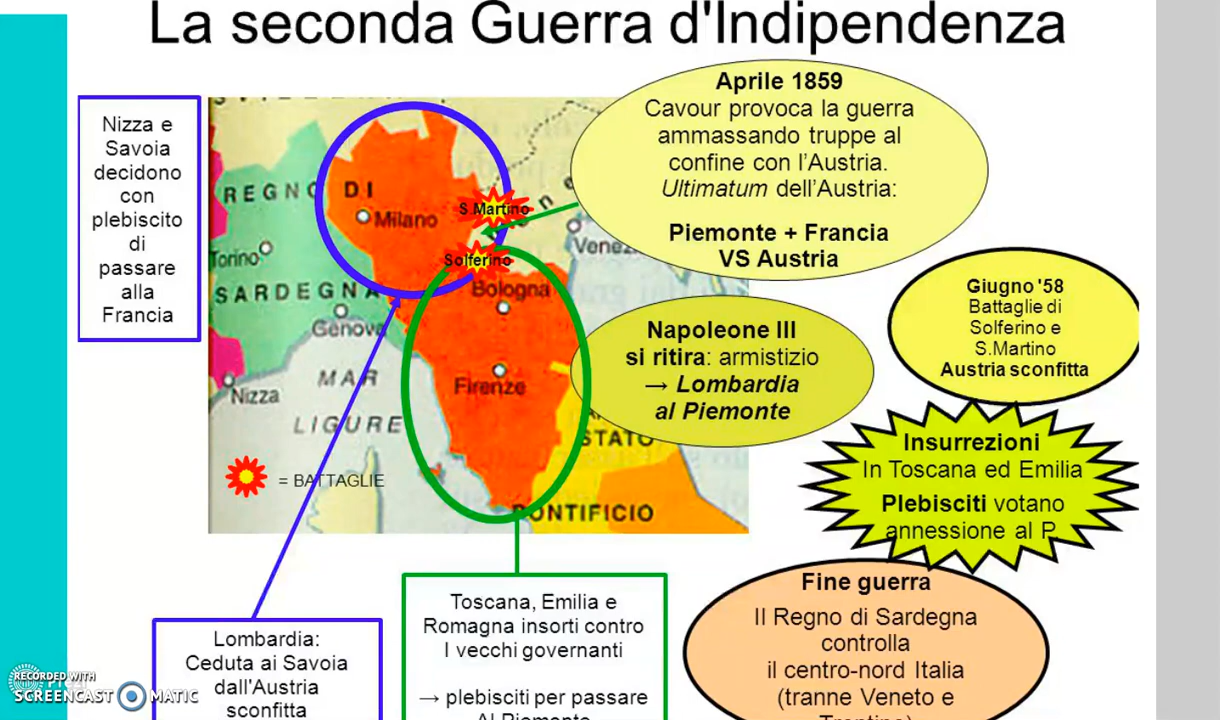 La seconda Guerra d'Indipendenza
Nizza e
Savoia
decidono
con
plebiscito
di
passare
alla
Francia
Aprile 1859
Cavour provoca la guerra
ammassando truppe al
confine con l'Austria.
Ultimatum dell'Austria:
Piemonte + Francia
VS Austria
REGNO DI
Milano
S.Martino
Venez
Torino
Solferino
SARDEGNA
Bologna
Genova
MAR
Firenze
Nizza
LIGURE
STATO
PONTIFICIO
= BATTAGLIE
Napoleone III
si ritira: armistizio
→ Lombardia
al Piemonte
Giugno '58
Battaglie di
Solferino e
S.Martino
Austria sconfitta
Insurrezioni
In Toscana ed Emilia
Plebisciti votano
annessione al P.
Fine guerra
Il Regno di Sardegna
controlla
il centro-nord Italia
(tranne Veneto e
Trentino)
Toscana, Emilia e
Romagna insorti contro
I vecchi governanti
→ plebisciti per passare
Al Piemonte
Lombardia:
Ceduta ai Savoia
dall'Austria
sconfitta
RECORDED WITH
SCREENCAST MATIC